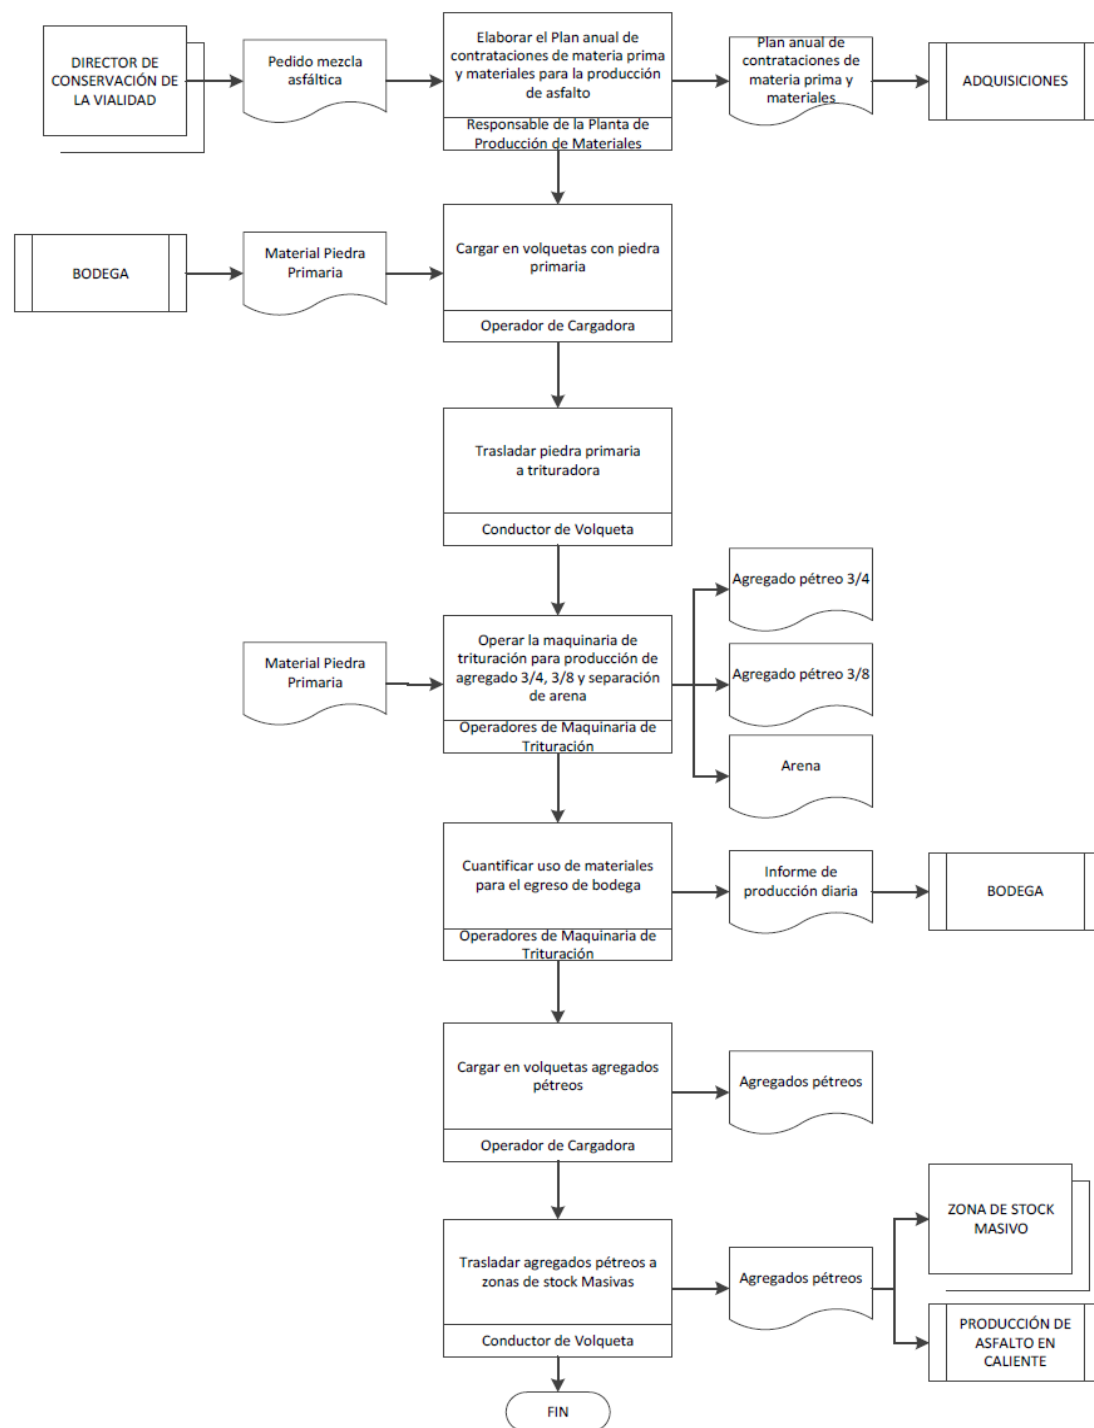 DIRECTOR DE
CONSERVACIÓN DE
LA VIALIDAD
Pedido mezcla
asfáltica
Elaborar el Plan anual de
contrataciones de materia prima
y materiales para la producción
de asfalto
Responsable de la Planta de
Producción de Materiales
Plan anual de
contrataciones de
materia prima y
materiales
ADQUISICIONES
BODEGA
Material Piedra
Primaria
Cargar en volquetas con piedra
primaria
Operador de Cargadora
Trasladar piedra primaria
a trituradora
Conductor de Volqueta
Material Piedra
Primaria
Operar la maquinaria de
trituración para producción de
agregado 3/4, 3/8 y separación
de arena
Operadores de Maquinaria de
Trituración
Agregado pétreo 3/4
Agregado pétreo 3/8
Arena
Cuantificar uso de materiales
para el egreso de bodega
Operadores de Maquinaria de
Trituración
Informe de
producción diaria
BODEGA
Cargar en volquetas agregados
pétreos
Operador de Cargadora
Agregados pétreos
Trasladar agregados pétreos a
zonas de stock Masivas
Conductor de Volqueta
Agregados pétreos
ZONA DE STOCK
MASIVO
PRODUCCIÓN DE
ASFALTO EN
CALIENTE
FIN